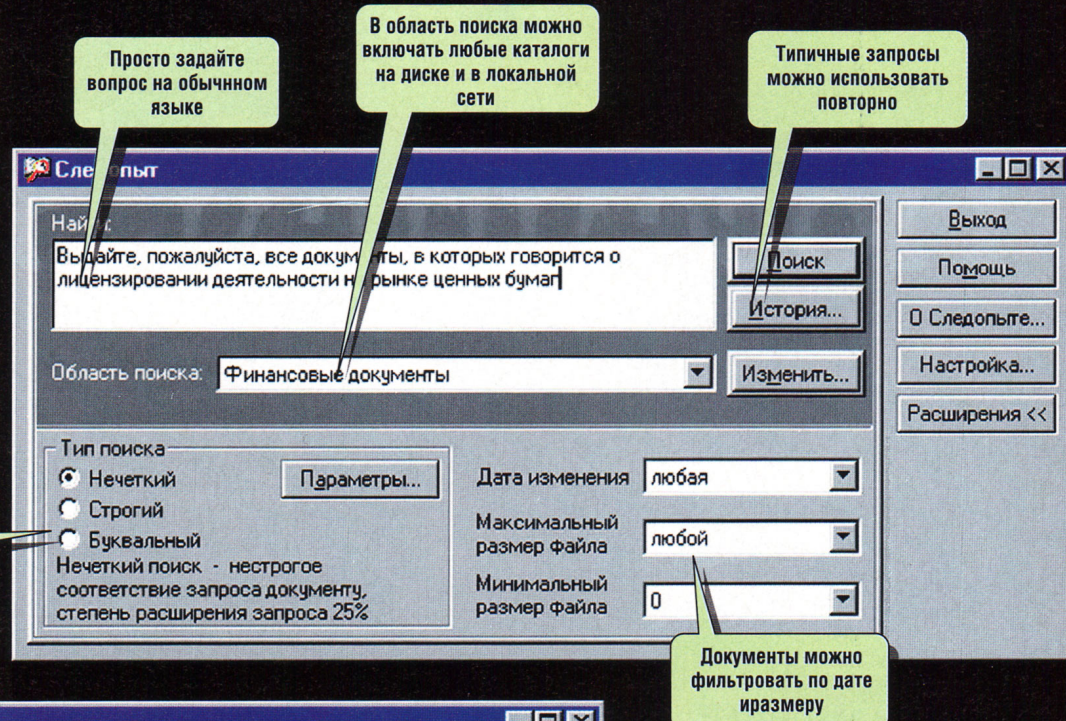 Просто задайте
вопрос на обычнном
языке
В область поиска можно
включать любые каталоги
на диске и в локальной
сети
Типичные запросы
можно использовать
повторно
Следопыт
Найти:
Выдайте, пожалуйста, все документы, в которых говорится о
лицензировании деятельности на рынке ценных бумаг
Поиск
История...
Область поиска: Финансовые документы
Изменить...
Выход
Помощь
О Следопыте...
Настройка...
Расширения <<
Тип поиска
Нечеткий
Параметры...
Строгий
Буквальный
Нечеткий поиск - нестрогое
соответствие запроса документу,
степень расширения запроса 25%
Дата изменения любая
Максимальный
размер файла любой
Минимальный
размер файла 0
Документы можно
фильтровать по дате
иразмеру